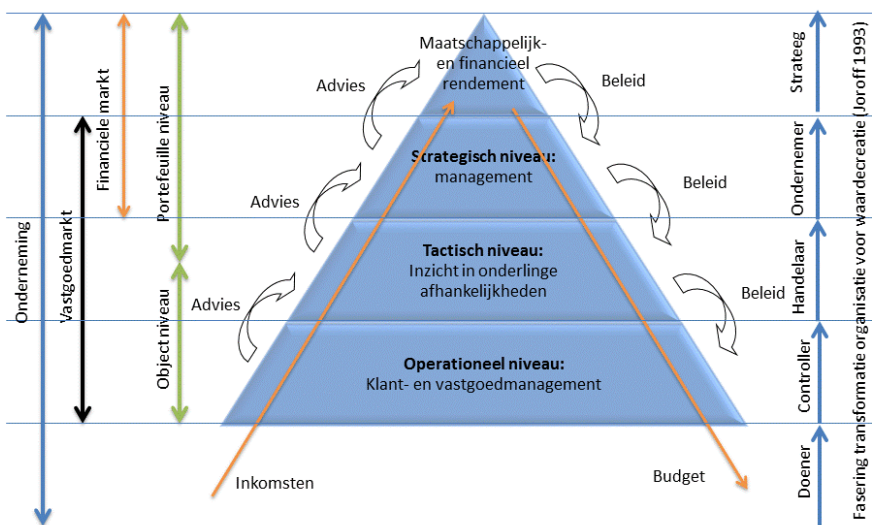 Onderneming
Vastgoedmarkt
Financiele markt
Portefeuille niveau
Object niveau
Maatschappelijk-
en financieel
rendement
Advies
Beleid
Strategisch niveau:
management
Advies
Beleid
Tactisch niveau:
Inzicht in onderlinge
afhankelijkheden
Advies
Beleid
Operationeel niveau:
Klant- en vastgoedmanagement
Inkomsten
Budget
Strateeg
Ondernemer
Handelaar
Controller
Doener
Fasering transformatie organisatie voor waardecreatie (Joroff 1993)